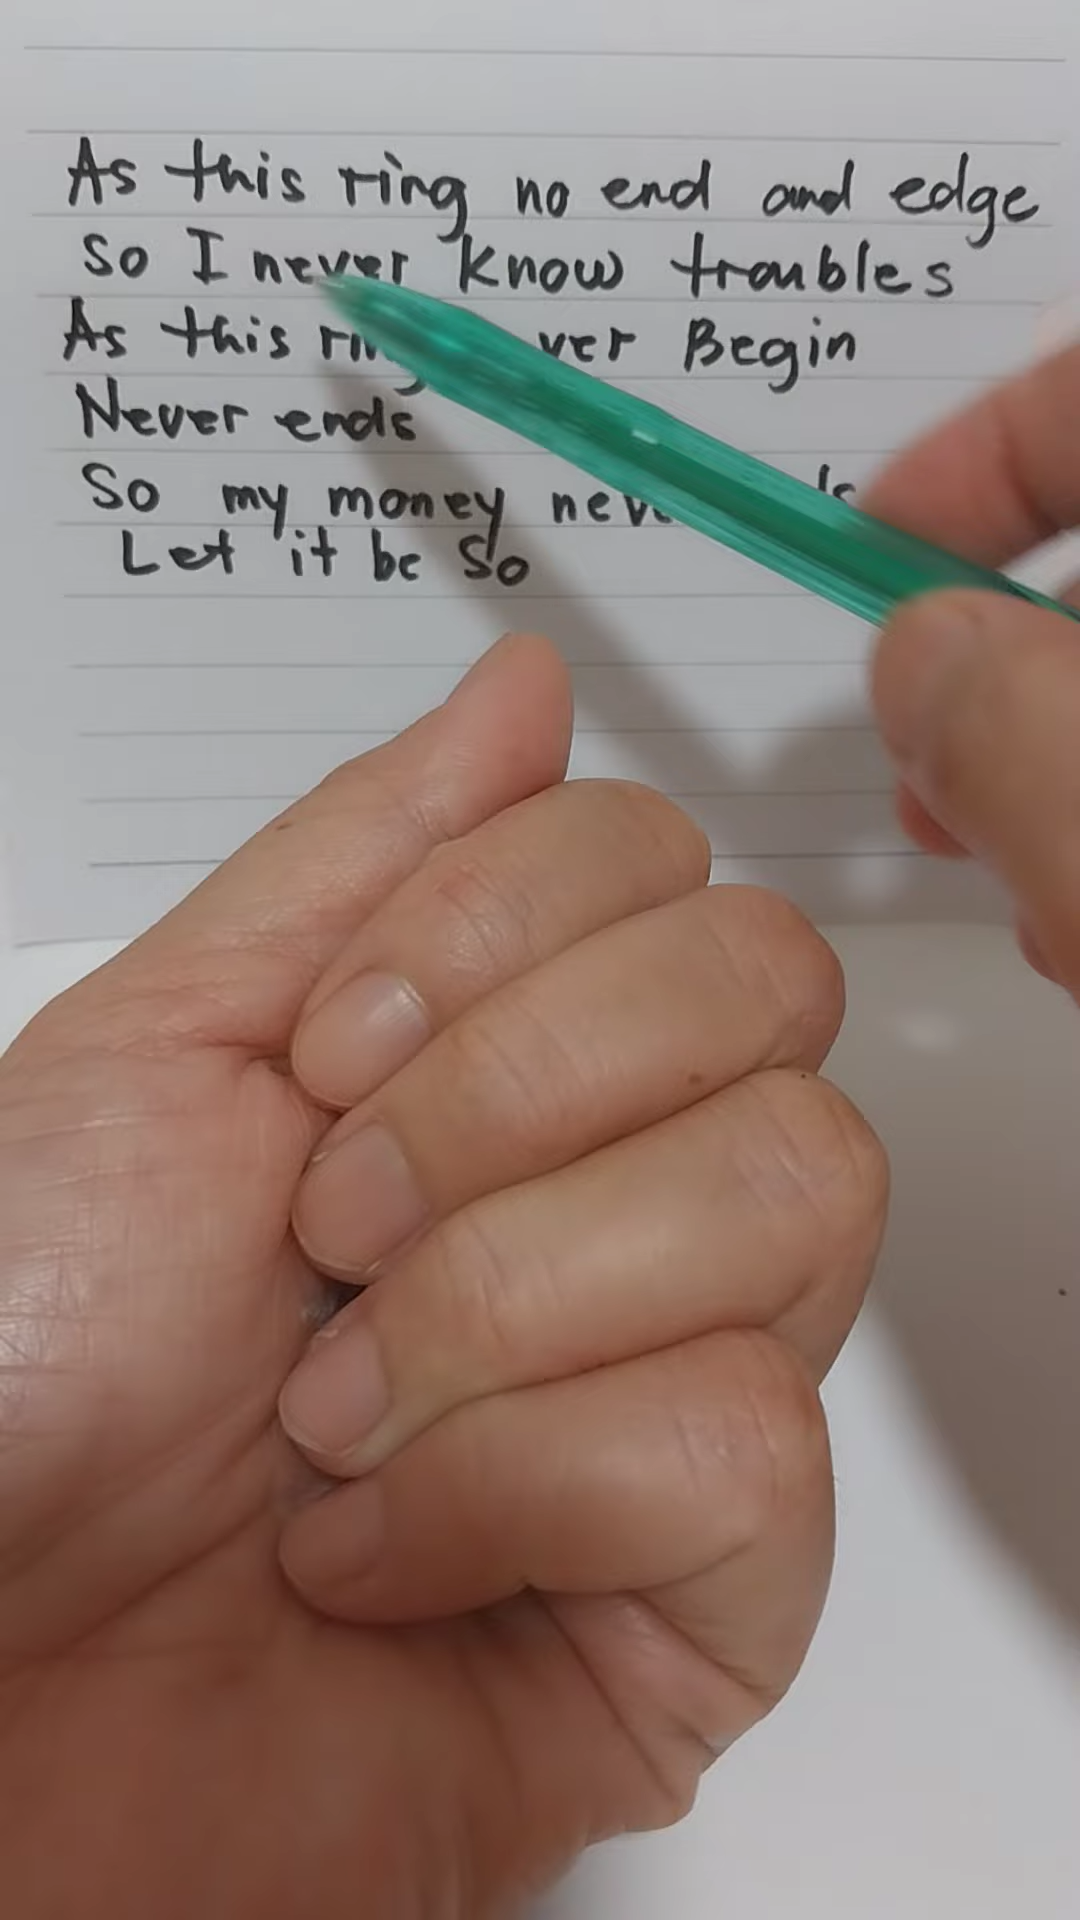 As this ring no end and edge
so I never know troubles
As this ring Begin
Never ends
So my money
Let it be so